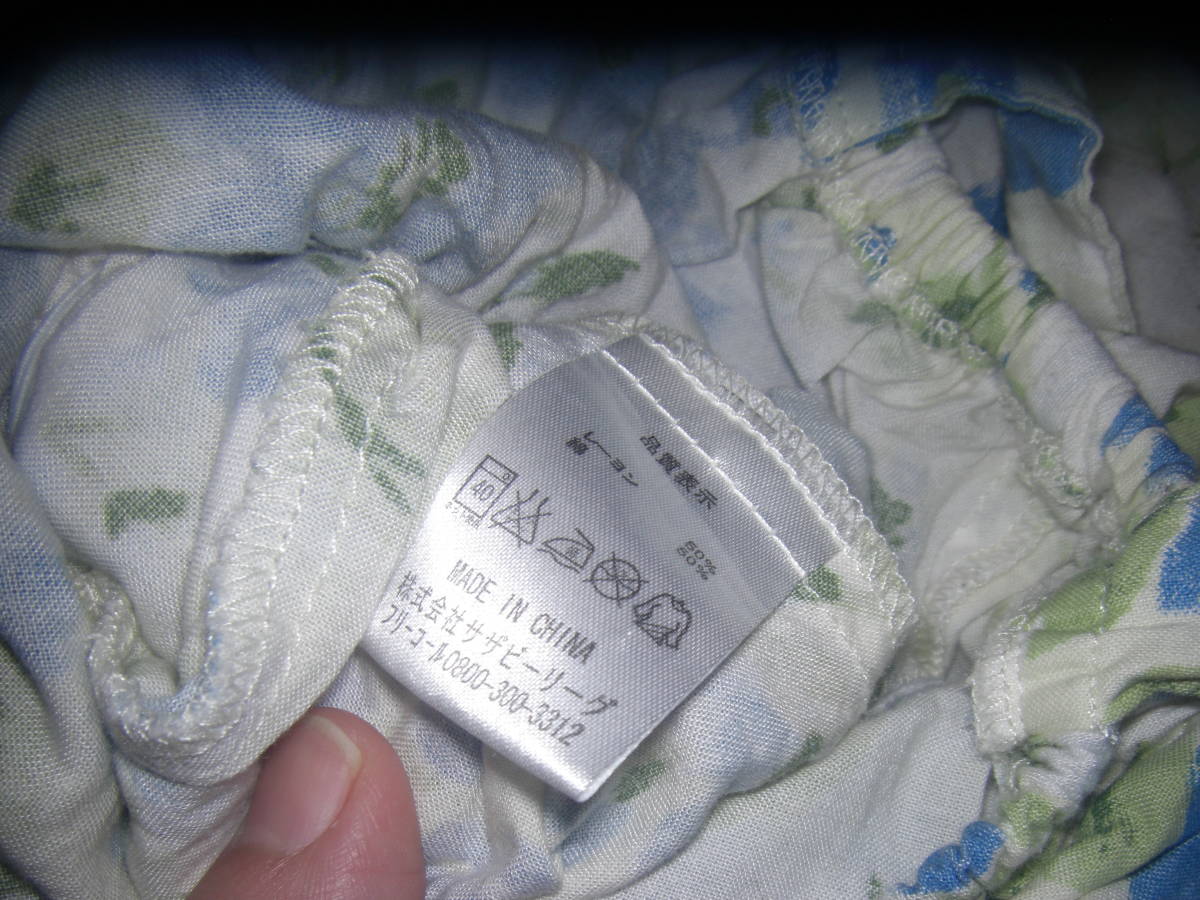 品質表示
レーヨン 50%
綿 50%
40
MADE IN CHINA
株式会社サザビーリーグ
フリーコール0800-300-3312